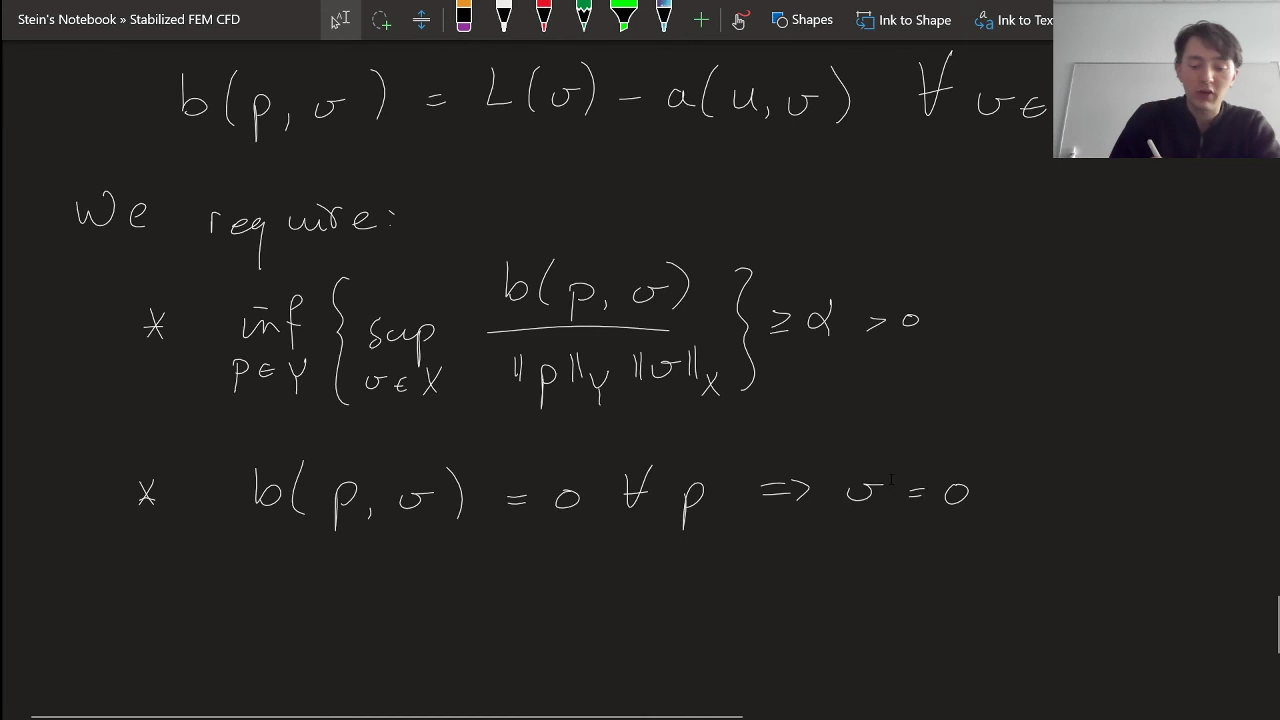 Stein's Notebook » Stabilized FEM CFD
Shapes
Ink to Shape
Ink to Tex
b(p, v) = L(v) - a(u, v) ∀ v ∈
We require:
* inf p∈Y { sup v∈X b(p, v) / ||p||_Y ||v||_X } ≥ α > 0
* b(p, v) = 0 ∀ p => v = 0